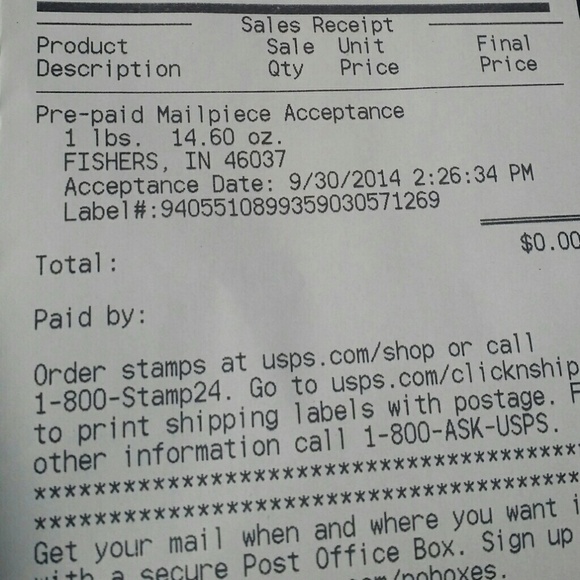 Sales Receipt
Product Sale Unit Final
Description Qty Price Price
Pre-paid Mailpiece Acceptance
1 lbs. 14.60 oz.
FISHERS, IN 46037
Acceptance Date: 9/30/2014 2:26:34 PM
Label#:9405510899359030571269
$0.00
Total:
Paid by:
Order stamps at usps.com/shop or call
1-800-Stamp24. Go to usps.com/clicknship
to print shipping labels with postage. F
other information call 1-800-ASK-USPS.
****************************************
****************************************
Get your mail when and where you want i
with a secure Post Office Box. Sign up
com/poboxes.